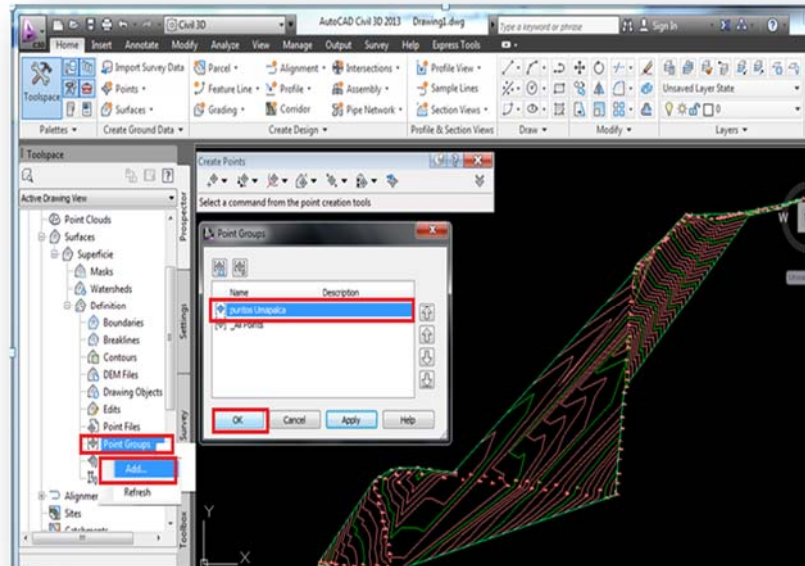 Civil 3D
AutoCAD Civil 3D 2013 Drawing1.dwg
Type a keyword or phrase
Sign In
Home Insert Annotate Modify Analyze View Manage Output Survey Help Express Tools
Toolspace
Import Survey Data
Points
Surfaces
Parcel
Feature Line
Grading
Alignment
Profile
Corridor
Intersections
Assembly
Pipe Network
Profile View
Sample Lines
Section Views
Unsaved Layer State
0
Palettes
Create Ground Data
Create Design
Profile & Section Views
Draw
Modify
Layers
Toolspace
Active Drawing View
Point Clouds
Surfaces
Superficie
Masks
Watersheds
Definition
Boundaries
Breaklines
Contours
DEM Files
Drawing Objects
Edits
Point Files
Point Groups
Add...
Refresh
Sites
Prospector
Settings
Survey
Toolbox
Create Points
Select a command from the point creation tools
Point Groups
Name Description
puntos Umapalca
_All Points
OK Cancel Apply Help
W
Y
X